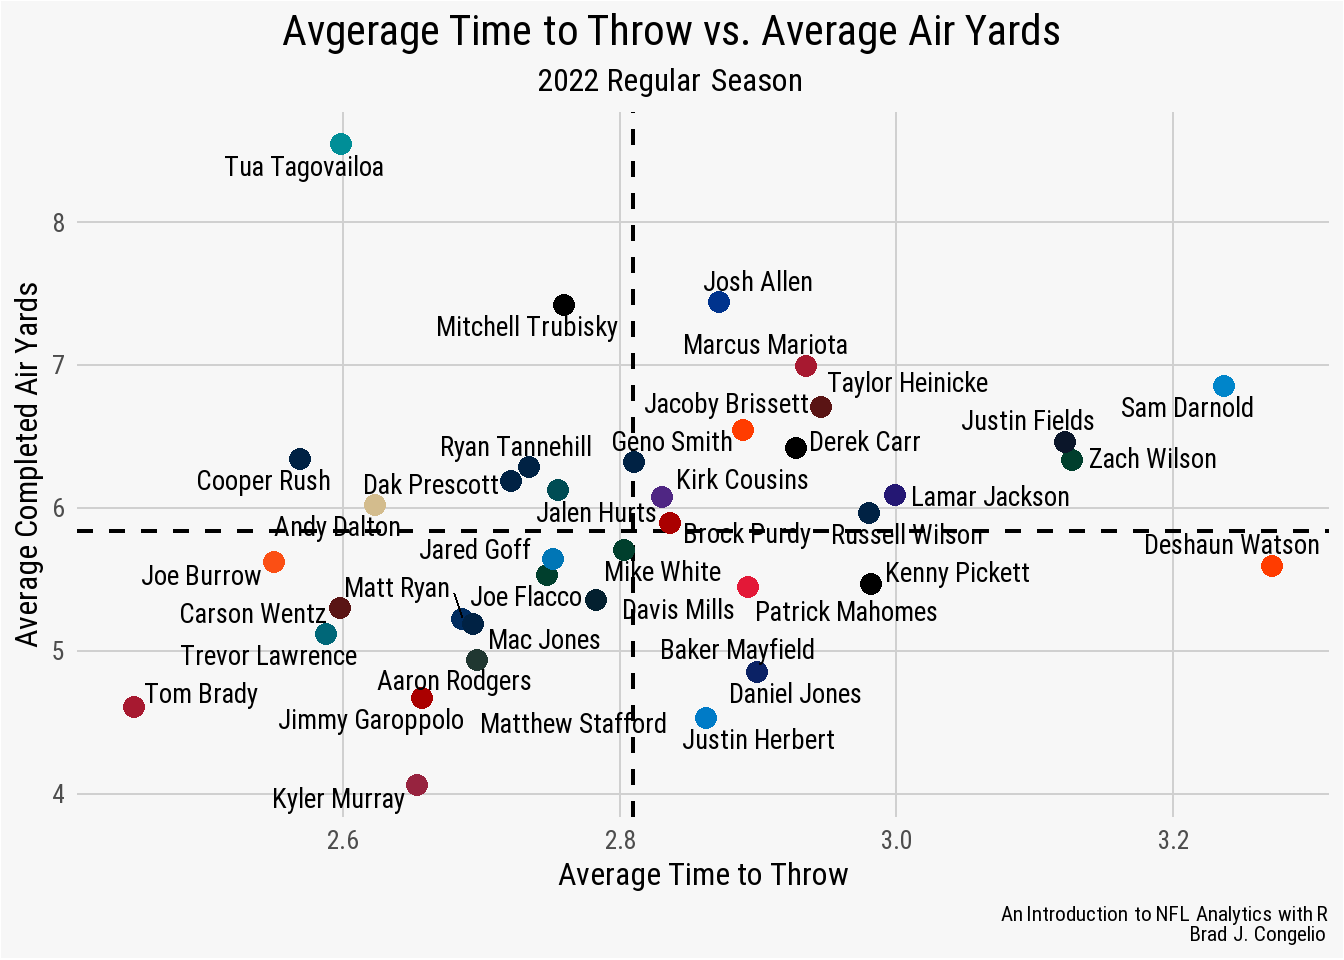 Avgerage Time to Throw vs. Average Air Yards
2022 Regular Season
Average Completed Air Yards
8
7
6
5
4
Tua Tagovailoa
Josh Allen
Mitchell Trubisky
Marcus Mariota
Taylor Heinicke
Sam Darnold
Jacoby Brissett
Justin Fields
Ryan Tannehill
Geno Smith
Derek Carr
Zach Wilson
Cooper Rush
Dak Prescott
Kirk Cousins
Lamar Jackson
Jalen Hurts
Andy Dalton
Brock Purdy
Russell Wilson
Jared Goff
Deshaun Watson
Joe Burrow
Mike White
Kenny Pickett
Matt Ryan
Joe Flacco
Carson Wentz
Davis Mills
Patrick Mahomes
Mac Jones
Trevor Lawrence
Baker Mayfield
Aaron Rodgers
Tom Brady
Daniel Jones
Jimmy Garoppolo
Matthew Stafford
Justin Herbert
Kyler Murray
2.6
2.8
3.0
3.2
Average Time to Throw
An Introduction to NFL Analytics with R
Brad J. Congelio